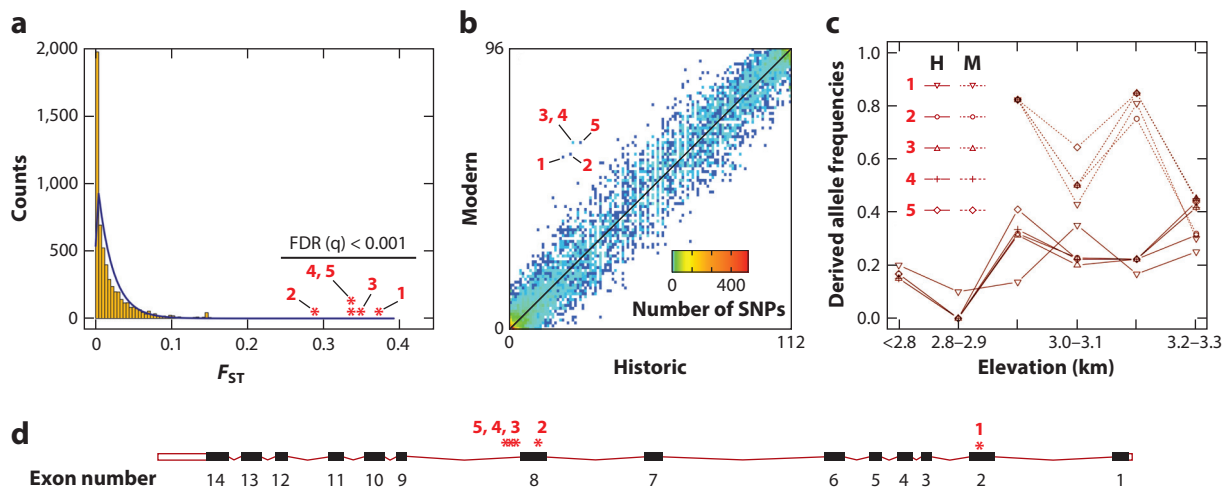 a
2,000
1,500
1,000
500
0
Counts
FDR (q) < 0.001
4, 5
2
3
1
0
0.1
0.2
0.3
0.4
FST
b
96
Modern
0
3, 4
5
1
2
0
400
Number of SNPs
0
112
Historic
c
1.0
0.8
0.6
0.4
0.2
0.0
Derived allele frequencies
H M
1
2
3
4
5
<2.8
2.8–2.9
3.0–3.1
3.2–3.3
Elevation (km)
d
5, 4, 3
2
1
Exon number
14 13 12 11 10 9 8 7 6 5 4 3 2 1